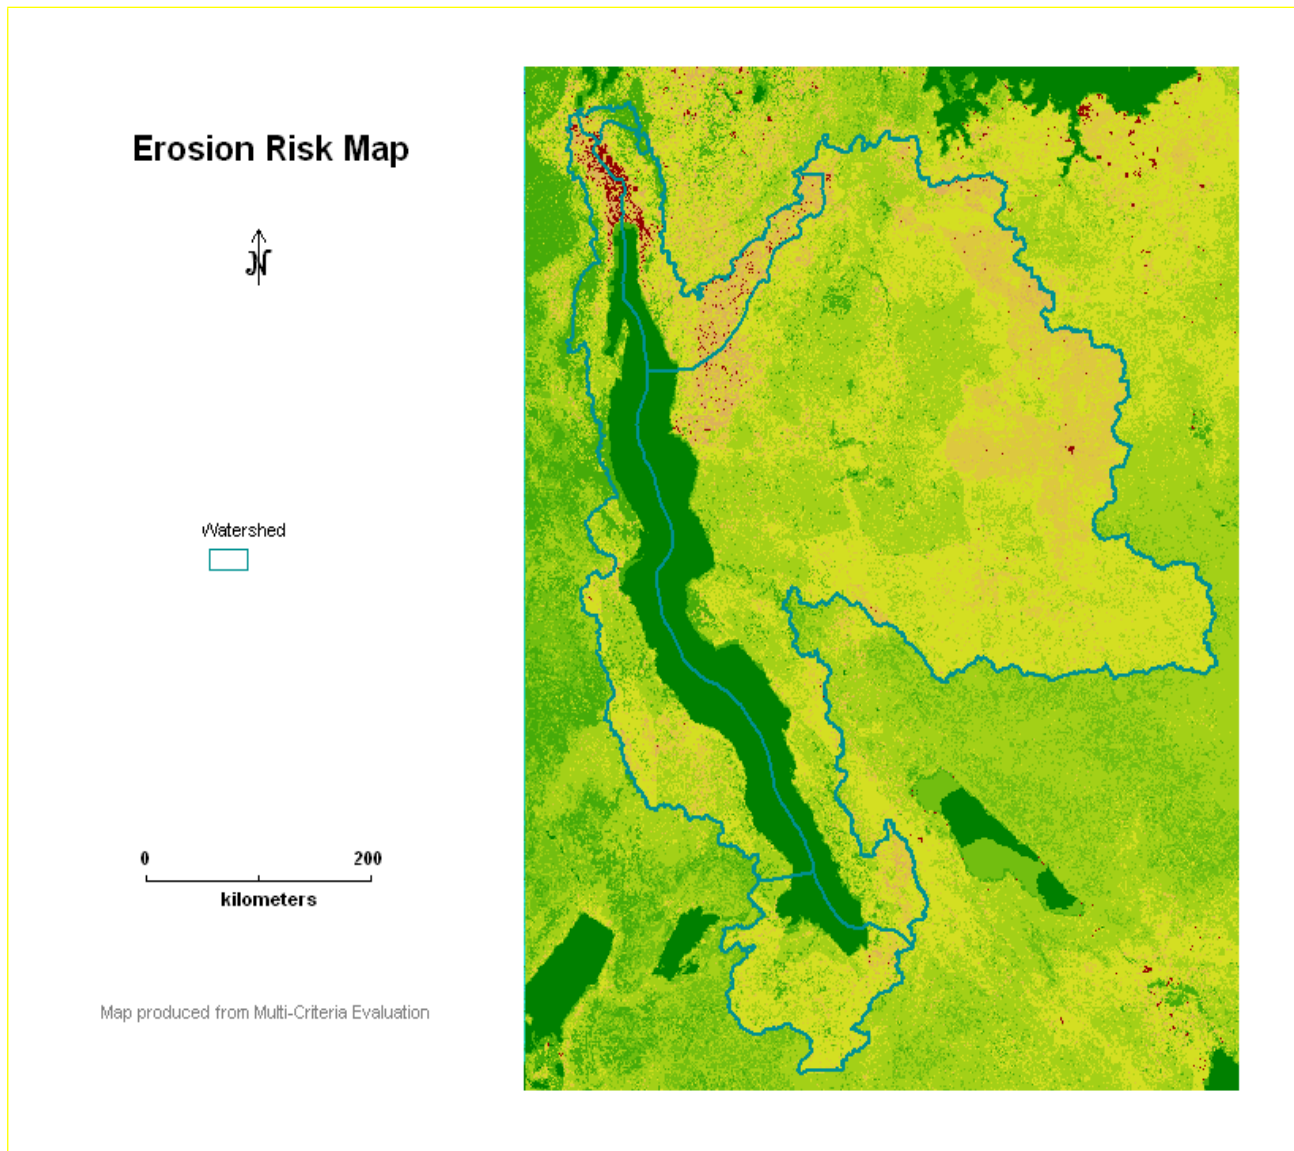 Erosion Risk Map
N
Watershed
0 200
kilometers
Map produced from Multi-Criteria Evaluation